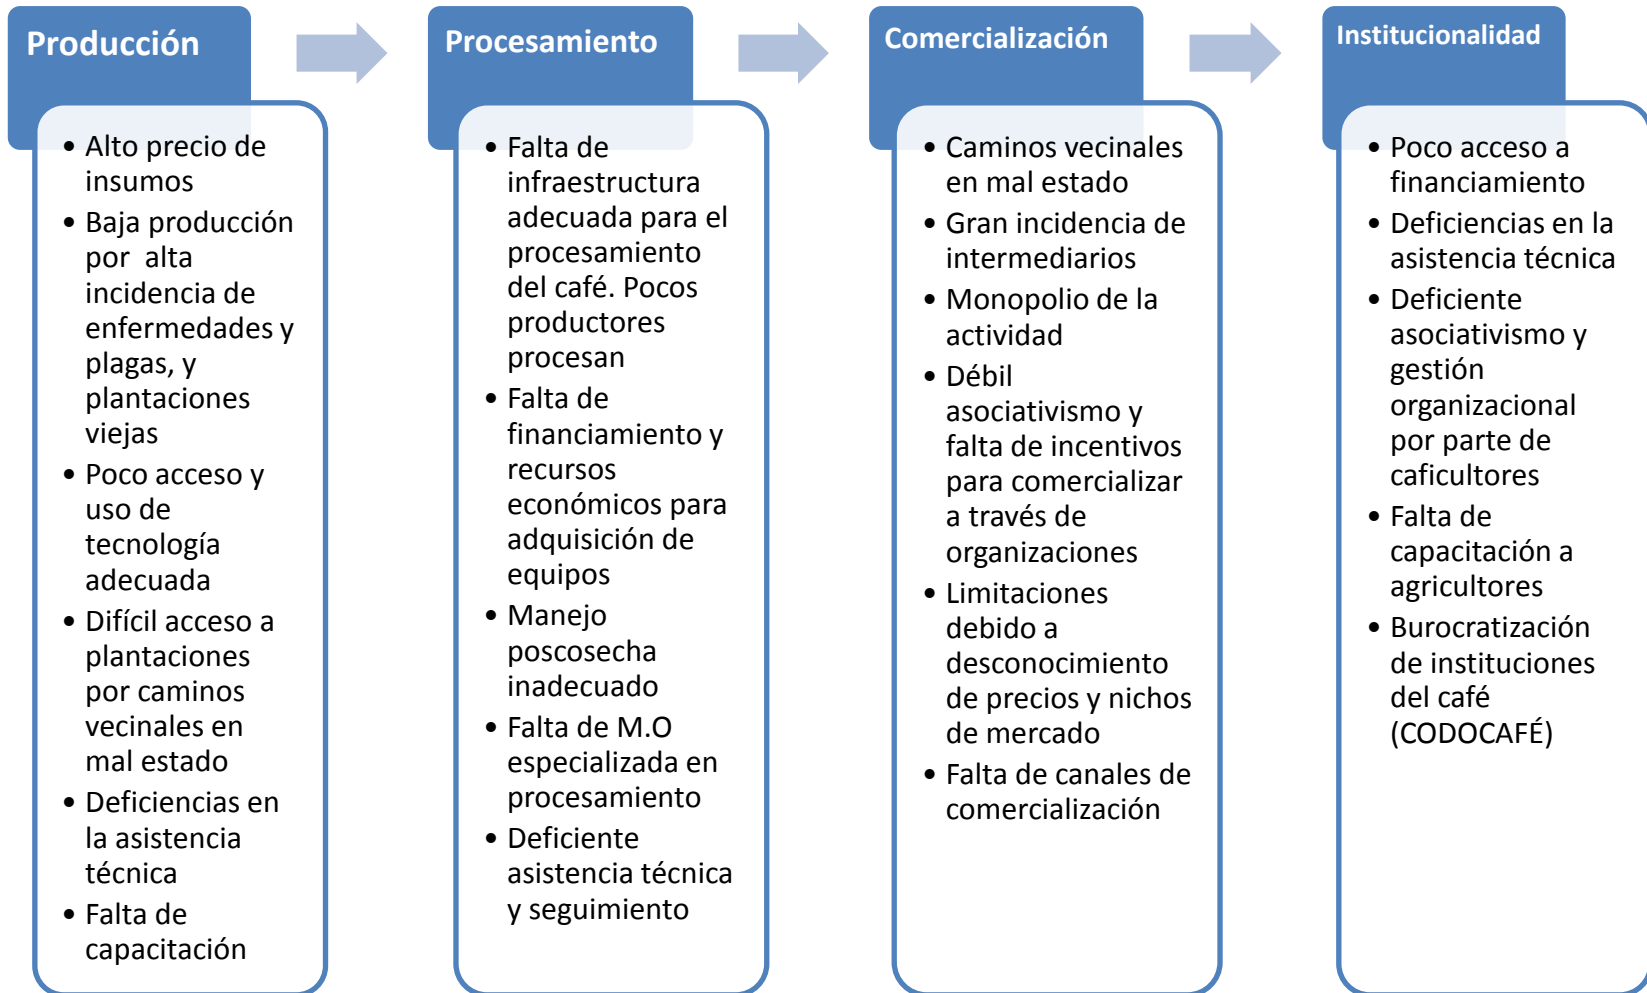 Producción
• Alto precio de
insumos
• Baja producción
por alta
incidencia de
enfermedades y
plagas, y
plantaciones
viejas
• Poco acceso y
uso de
tecnología
adecuada
• Difícil acceso a
plantaciones
por caminos
vecinales en
mal estado
• Deficiencias en
la asistencia
técnica
• Falta de
capacitación
Procesamiento
• Falta de
infraestructura
adecuada para el
procesamiento
del café. Pocos
productores
procesan
• Falta de
financiamiento y
recursos
económicos para
adquisición de
equipos
• Manejo
poscosecha
inadecuado
• Falta de M.O
especializada en
procesamiento
• Deficiente
asistencia técnica
y seguimiento
Comercialización
• Caminos vecinales
en mal estado
• Gran incidencia de
intermediarios
• Monopolio de la
actividad
• Débil
asociativismo y
falta de incentivos
para comercializar
a través de
organizaciones
• Limitaciones
debido a
desconocimiento
de precios y nichos
de mercado
• Falta de canales de
comercialización
Institucionalidad
• Poco acceso a
financiamiento
• Deficiencias en la
asistencia técnica
• Deficiente
asociativismo y
gestión
organizacional
por parte de
caficultores
• Falta de
capacitación a
agricultores
• Burocratización
de instituciones
del café
(CODOCAFÉ)